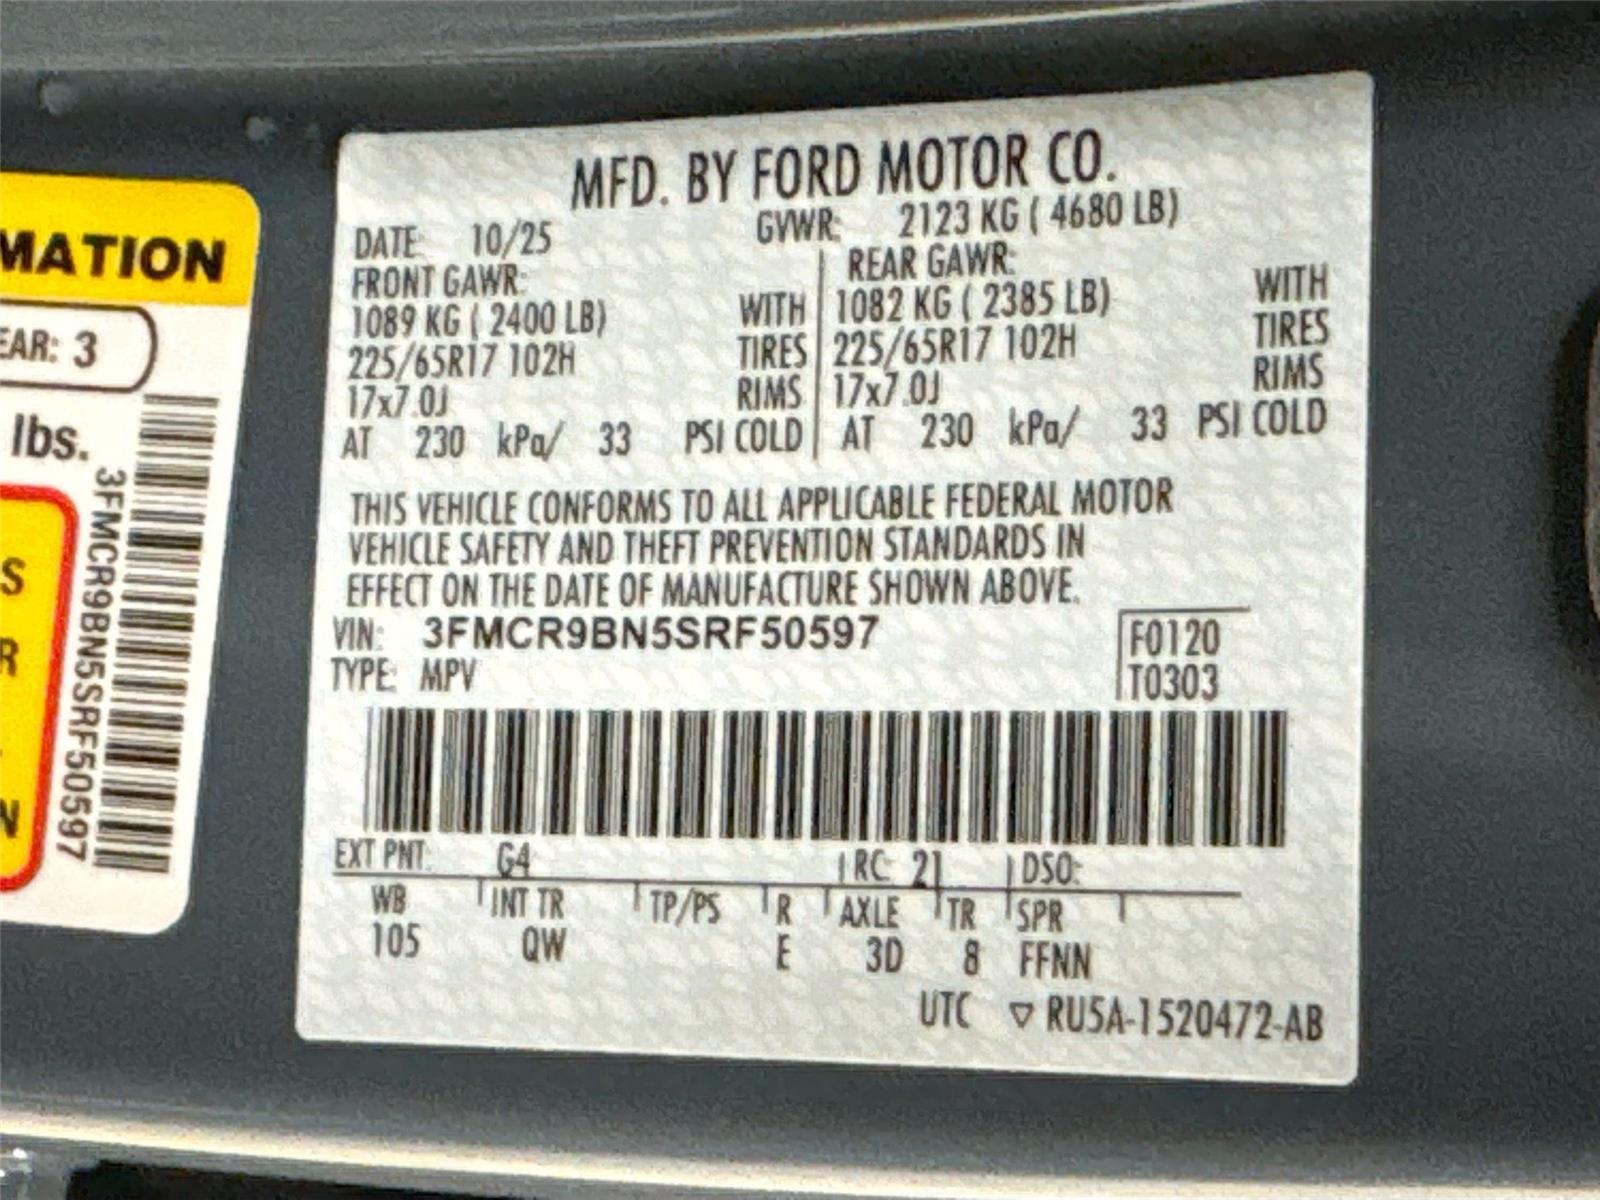 MATION
EAR: 3
lbs.
S
R
N
3FMCR9BN5SRF50597
MFD. BY FORD MOTOR CO.
DATE: 10/25 GVWR: 2123 KG ( 4680 LB)
FRONT GAWR: REAR GAWR:
1089 KG ( 2400 LB) WITH 1082 KG ( 2385 LB) WITH
225/65R17 102H TIRES 225/65R17 102H TIRES
17x7.0J RIMS 17x7.0J RIMS
AT 230 kPa/ 33 PSI COLD AT 230 kPa/ 33 PSI COLD
THIS VEHICLE CONFORMS TO ALL APPLICABLE FEDERAL MOTOR
VEHICLE SAFETY AND THEFT PREVENTION STANDARDS IN
EFFECT ON THE DATE OF MANUFACTURE SHOWN ABOVE.
VIN: 3FMCR9BN5SRF50597 F0120
TYPE: MPV T0303
EXT PNT: G4 RC: 21 DSO:
WB INT TR TP/PS R AXLE TR SPR
105 QW E 3D 8 FFNN
UTC ▽ RU5A-1520472-AB